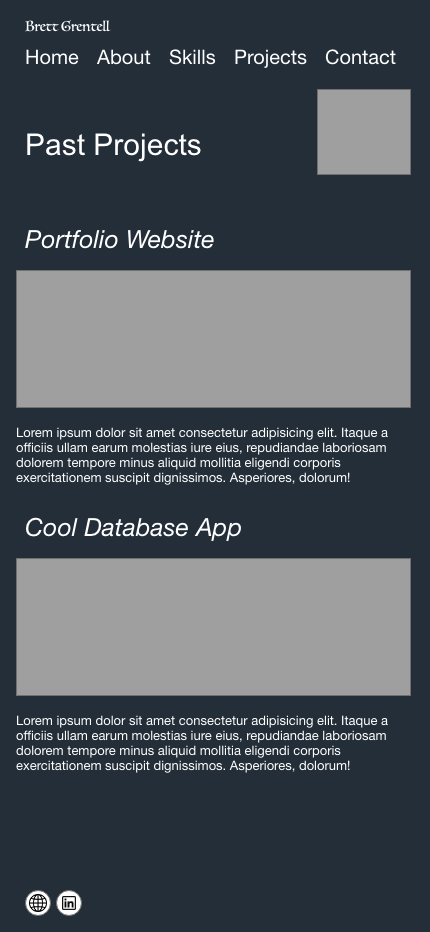 Brett Grentell
Home About Skills Projects Contact
Past Projects
Portfolio Website
Lorem ipsum dolor sit amet consectetur adipisicing elit. Itaque a
officiis ullam earum molestias iure eius, repudiandae laboriosam
dolorem tempore minus aliquid mollitia eligendi corporis
exercitationem suscipit dignissimos. Asperiores, dolorum!
Cool Database App
Lorem ipsum dolor sit amet consectetur adipisicing elit. Itaque a
officiis ullam earum molestias iure eius, repudiandae laboriosam
dolorem tempore minus aliquid mollitia eligendi corporis
exercitationem suscipit dignissimos. Asperiores, dolorum!
in